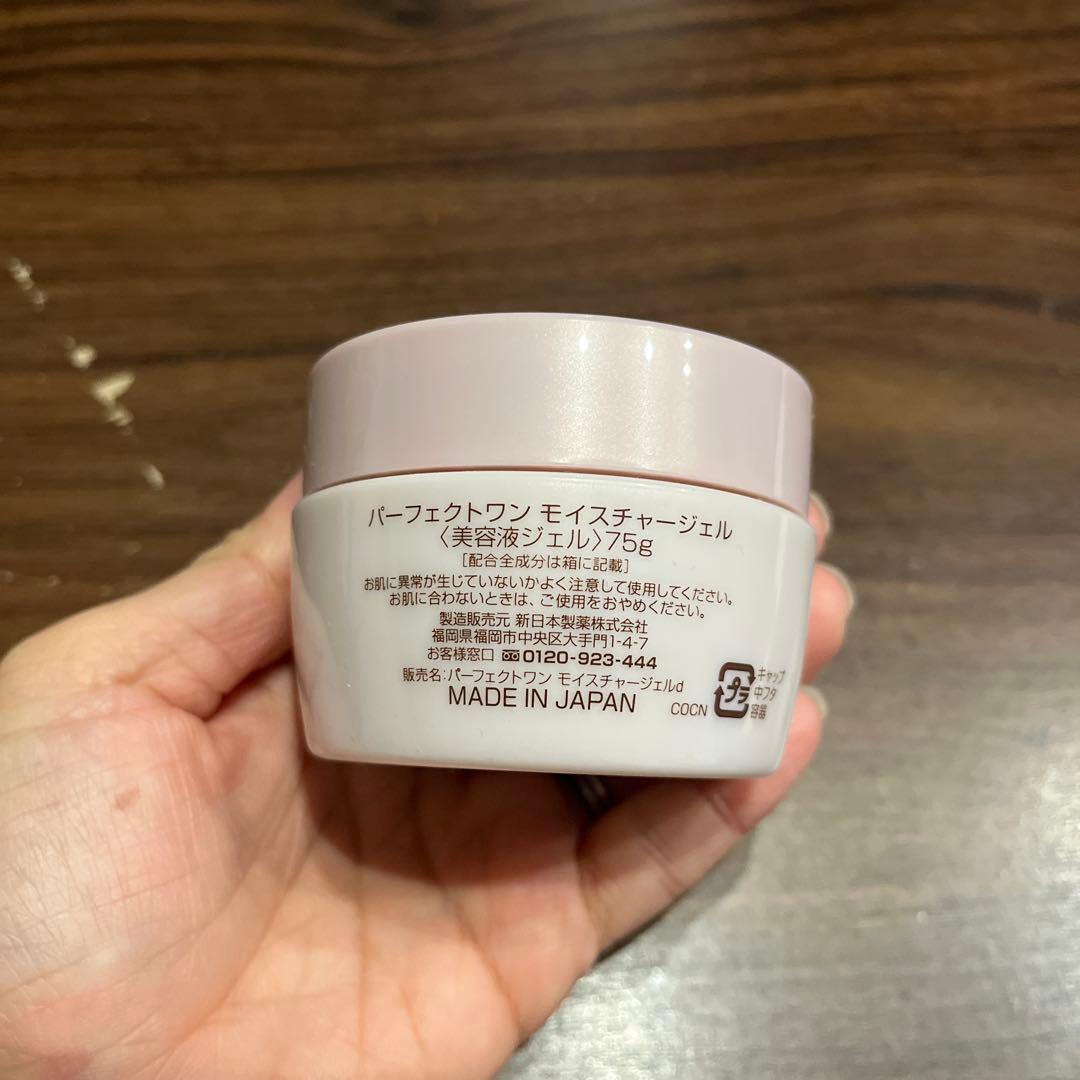 パーフェクトワン モイスチャージェル
〈美容液ジェル〉75g
[配合全成分は箱に記載]
お肌に異常が生じていないかよく注意して使用してください。
お肌に合わないときは、ご使用をおやめください。
製造販売元 新日本製薬株式会社
福岡県福岡市中央区大手門1-4-7
お客様窓口 0120-923-444
販売名:パーフェクトワン モイスチャージェルd
MADE IN JAPAN
COCN
プラ
キャップ
中フタ
容器